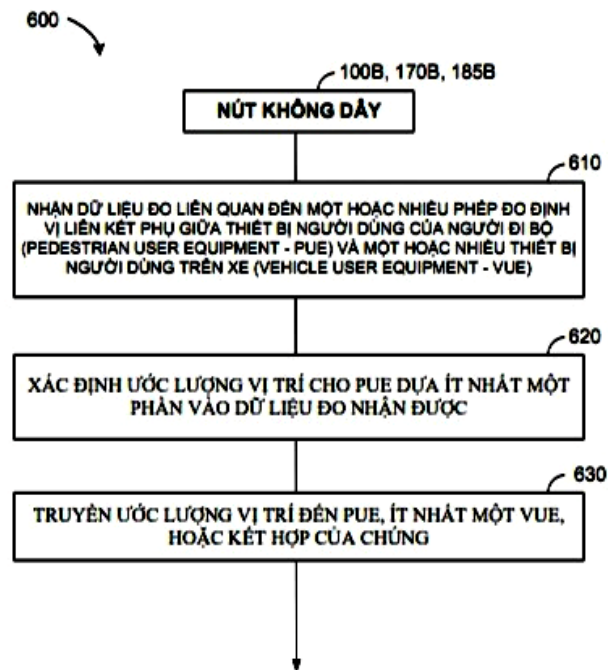 600
100B, 170B, 185B
NÚT KHÔNG DÂY
610
NHẬN DỮ LIỆU ĐO LIÊN QUAN ĐẾN MỘT HOẶC NHIỀU PHÉP ĐO ĐỊNH
VỊ LIÊN KẾT PHỤ GIỮA THIẾT BỊ NGƯỜI DÙNG CỦA NGƯỜI ĐI BỘ
(PEDESTRIAN USER EQUIPMENT - PUE) VÀ MỘT HOẶC NHIỀU THIẾT BỊ
NGƯỜI DÙNG TRÊN XE (VEHICLE USER EQUIPMENT - VUE)
620
XÁC ĐỊNH ƯỚC LƯỢNG VỊ TRÍ CHO PUE DỰA ÍT NHẤT MỘT
PHẦN VÀO DỮ LIỆU ĐO NHẬN ĐƯỢC
630
TRUYỀN ƯỚC LƯỢNG VỊ TRÍ ĐẾN PUE, ÍT NHẤT MỘT VUE,
HOẶC KẾT HỢP CỦA CHÚNG